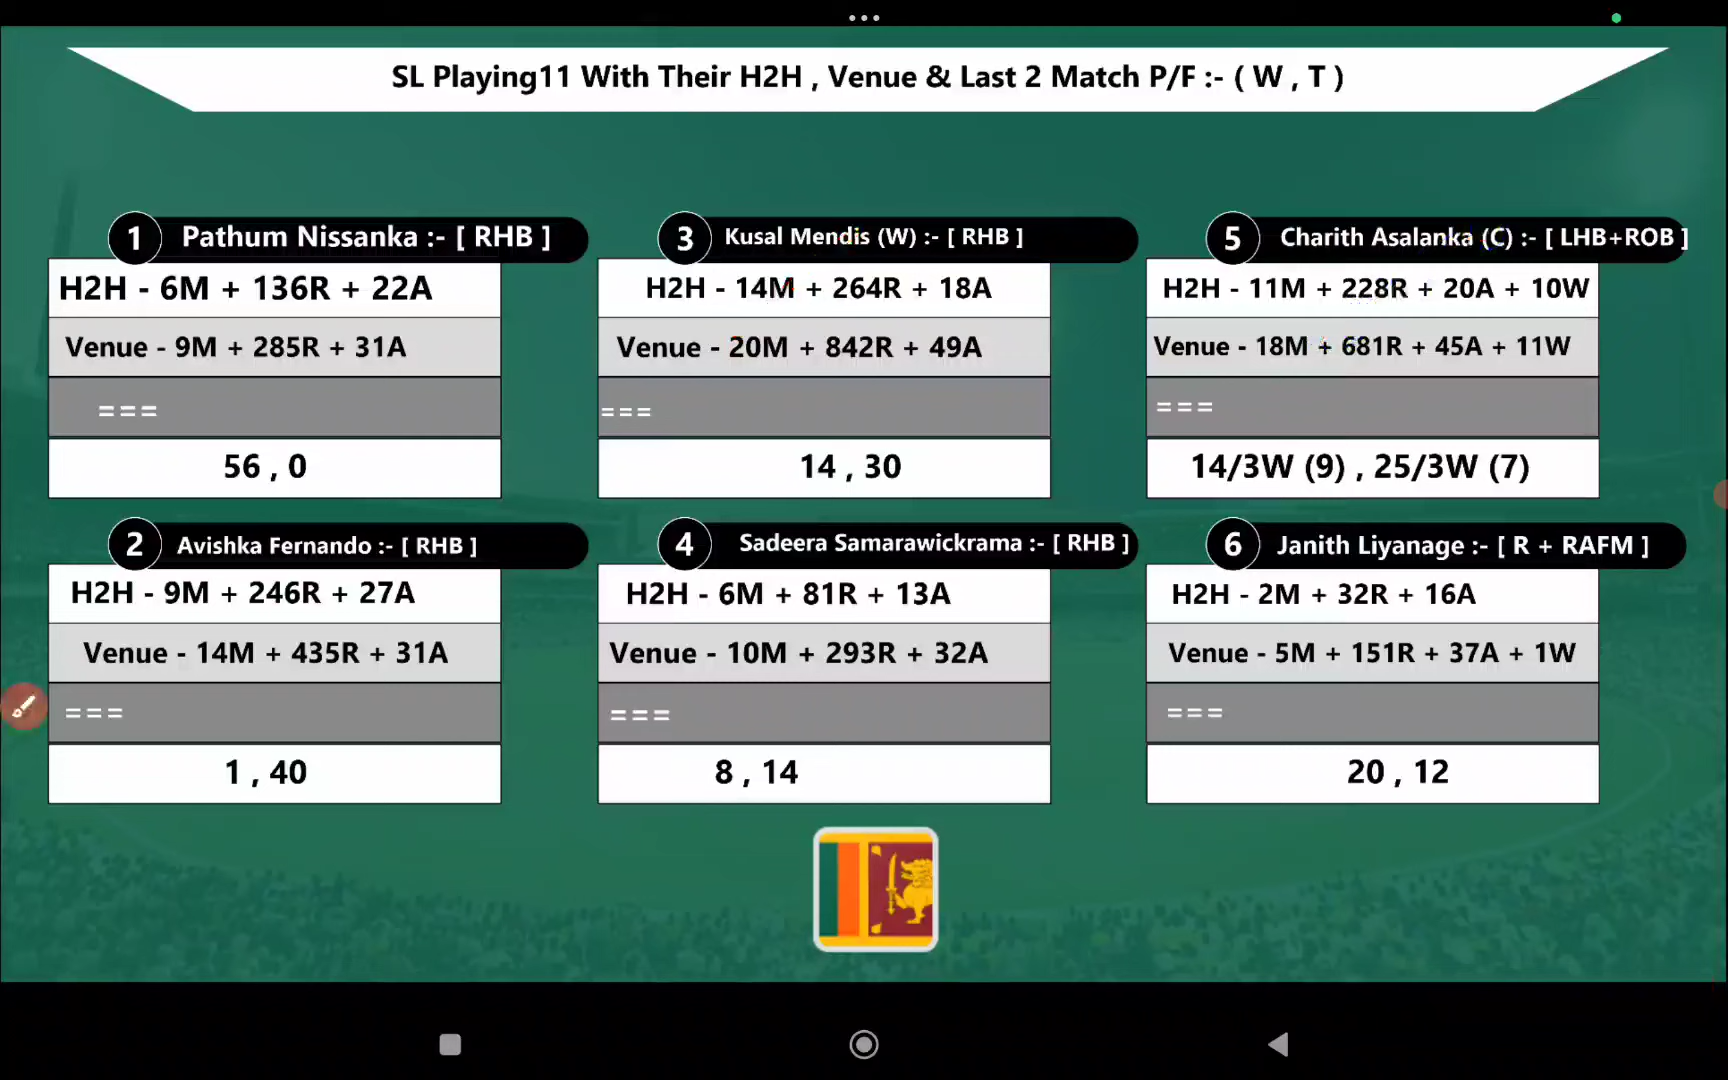 SL Playing11 With Their H2H , Venue & Last 2 Match P/F :- ( W , T )
1 Pathum Nissanka :- [ RHB ]
H2H - 6M + 136R + 22A
Venue - 9M + 285R + 31A
===
56 , 0
2 Avishka Fernando :- [ RHB ]
H2H - 9M + 246R + 27A
Venue - 14M + 435R + 31A
===
1 , 40
3 Kusal Mendis (W) :- [ RHB ]
H2H - 14M + 264R + 18A
Venue - 20M + 842R + 49A
===
14 , 30
4 Sadeera Samarawickrama :- [ RHB ]
H2H - 6M + 81R + 13A
Venue - 10M + 293R + 32A
===
8 , 14
5 Charith Asalanka (C) :- [ LHB+ROB ]
H2H - 11M + 228R + 20A + 10W
Venue - 18M + 681R + 45A + 11W
===
14/3W (9) , 25/3W (7)
6 Janith Liyanage :- [ R + RAFM ]
H2H - 2M + 32R + 16A
Venue - 5M + 151R + 37A + 1W
===
20 , 12